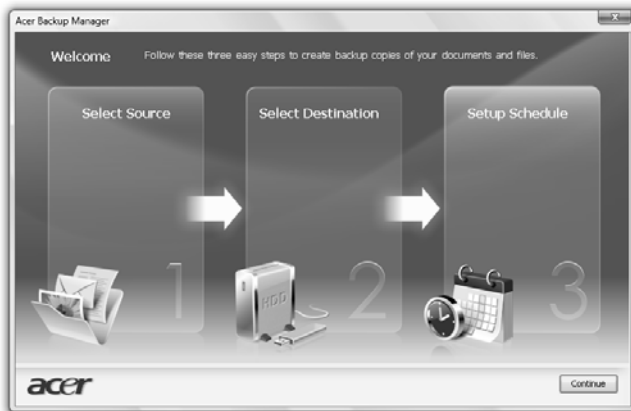 Acer Backup Manager
Welcome
Follow these three easy steps to create backup copies of your documents and files.
Select Source
Select Destination
Setup Schedule
HDD
1
2
3
acer
Continue